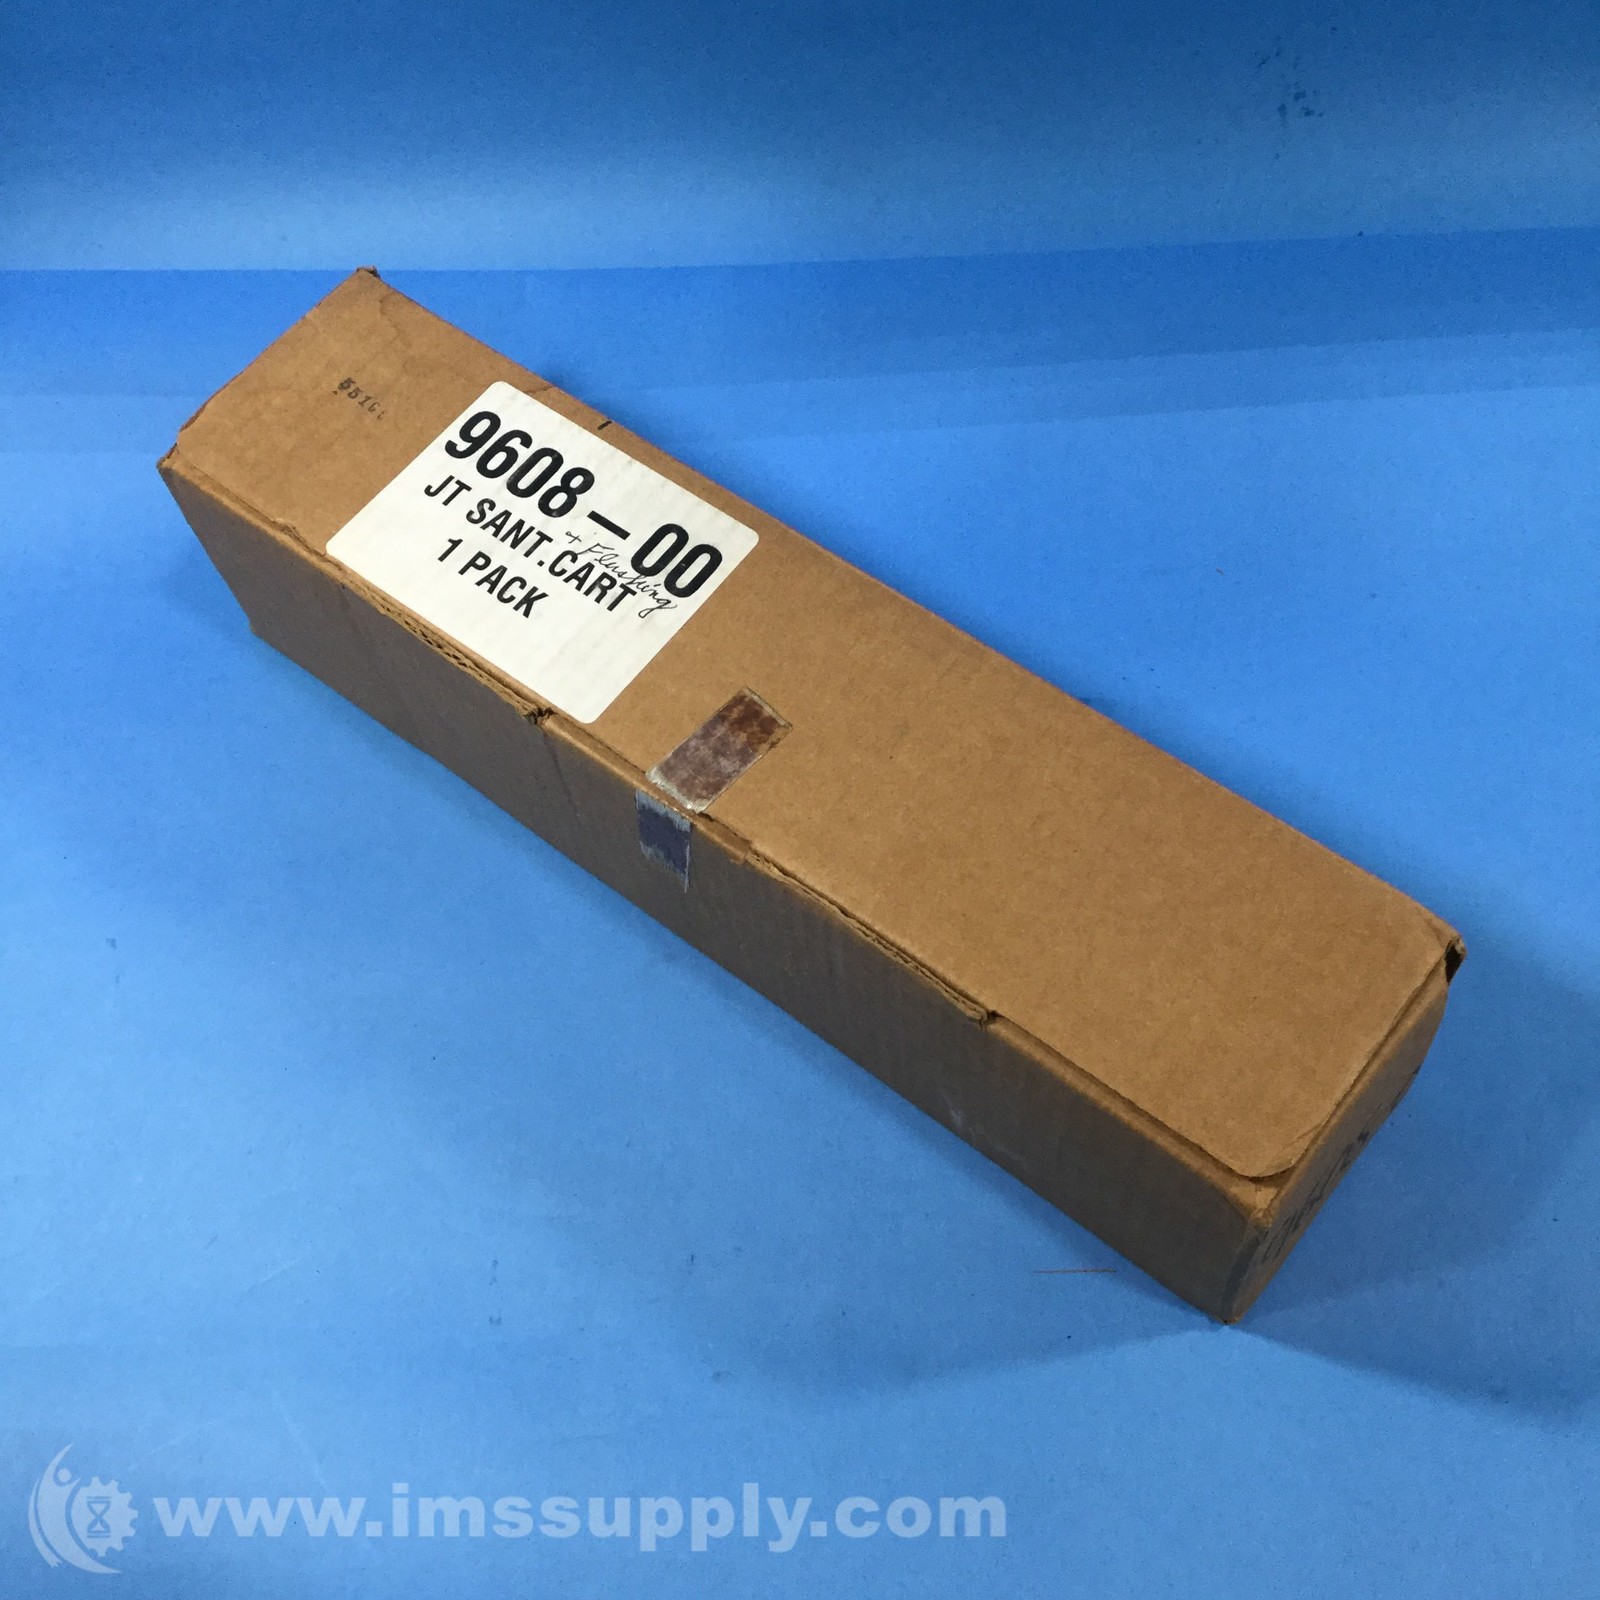 9608-00
JT SANT.CART
+ Flushing
1 PACK
www.imssupply.com